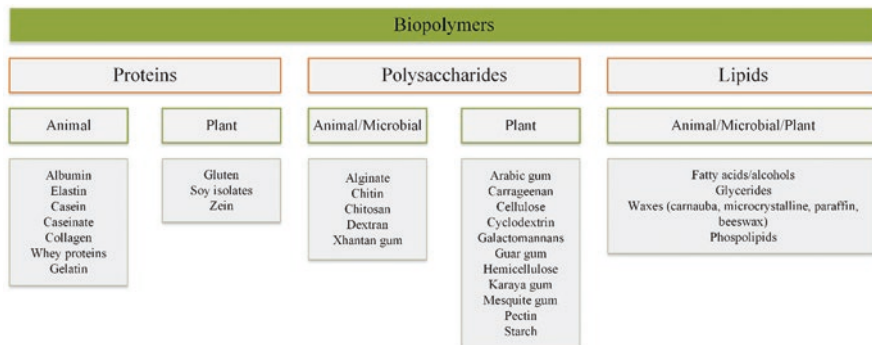 Biopolymers
Proteins
Polysaccharides
Lipids
Animal
Plant
Animal/Microbial
Plant
Animal/Microbial/Plant
Albumin
Elastin
Casein
Caseinate
Collagen
Whey proteins
Gelatin
Gluten
Soy isolates
Zein
Alginate
Chitin
Chitosan
Dextran
Xhantan gum
Arabic gum
Carrageenan
Cellulose
Cyclodextrin
Galactomannans
Guar gum
Hemicellulose
Karaya gum
Mesquite gum
Pectin
Starch
Fatty acids/alcohols
Glycerides
Waxes (carnauba, microcrystalline, paraffin,
beeswax)
Phospolipids